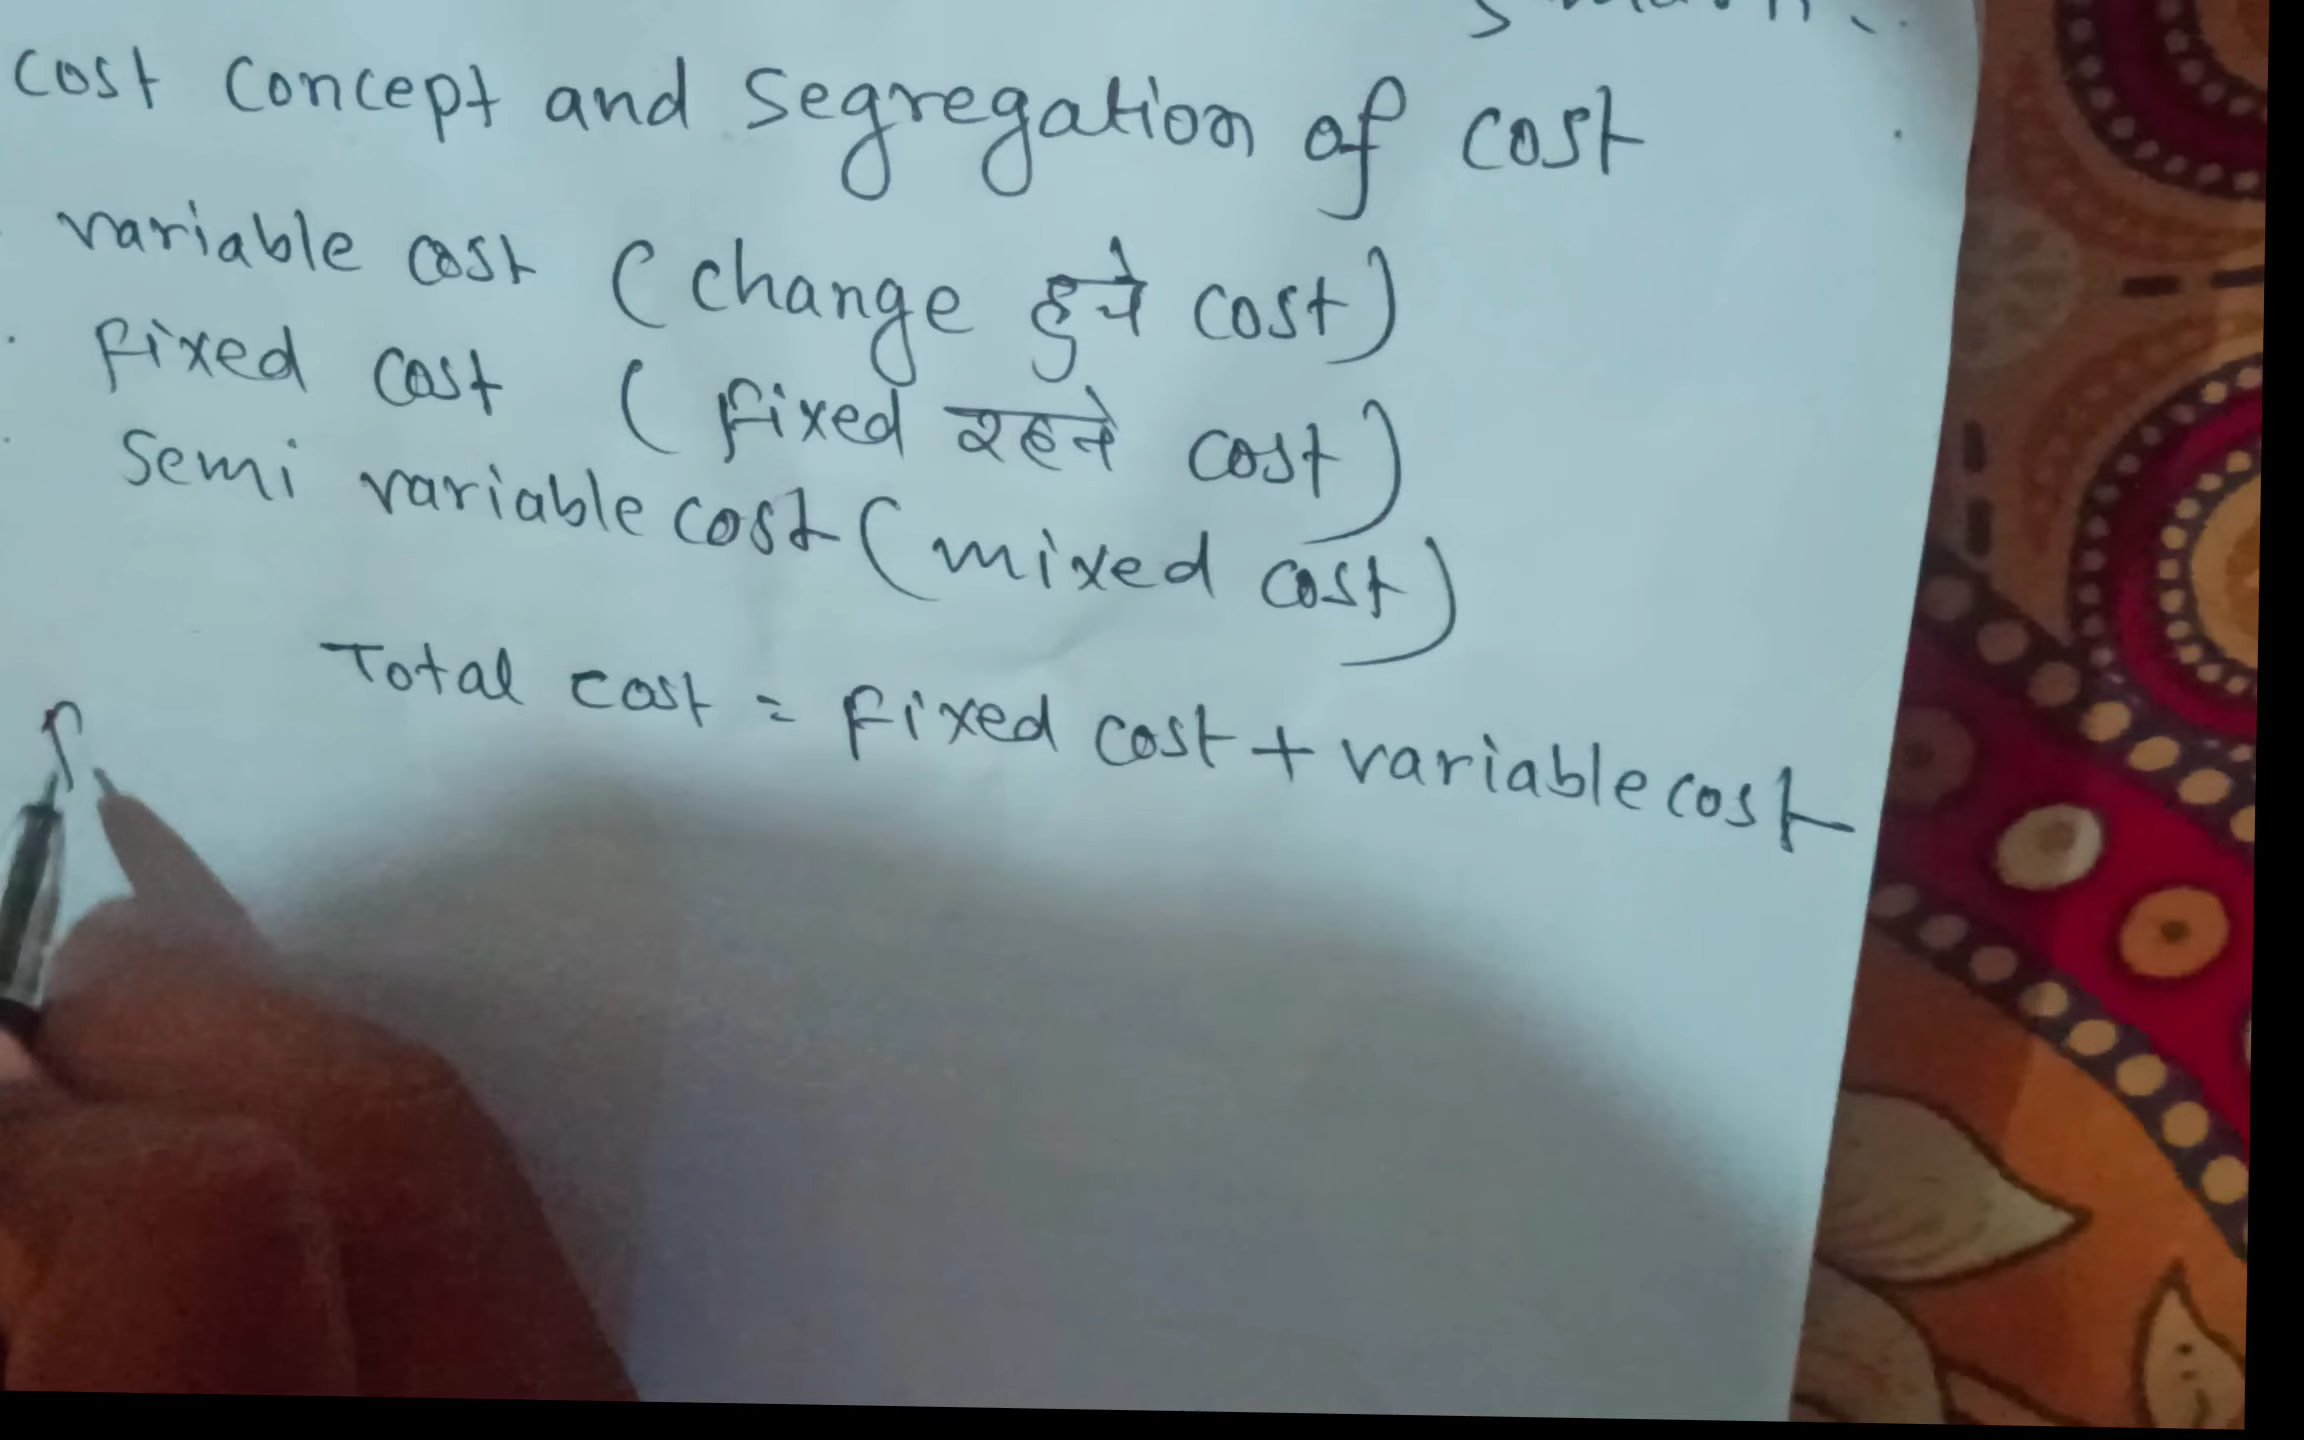 cost concept and segregation of cost
variable cost (change हुने cost)
fixed cost (fixed रहने cost)
semi variable cost (mixed cost)
Total cost = fixed cost + variable cost